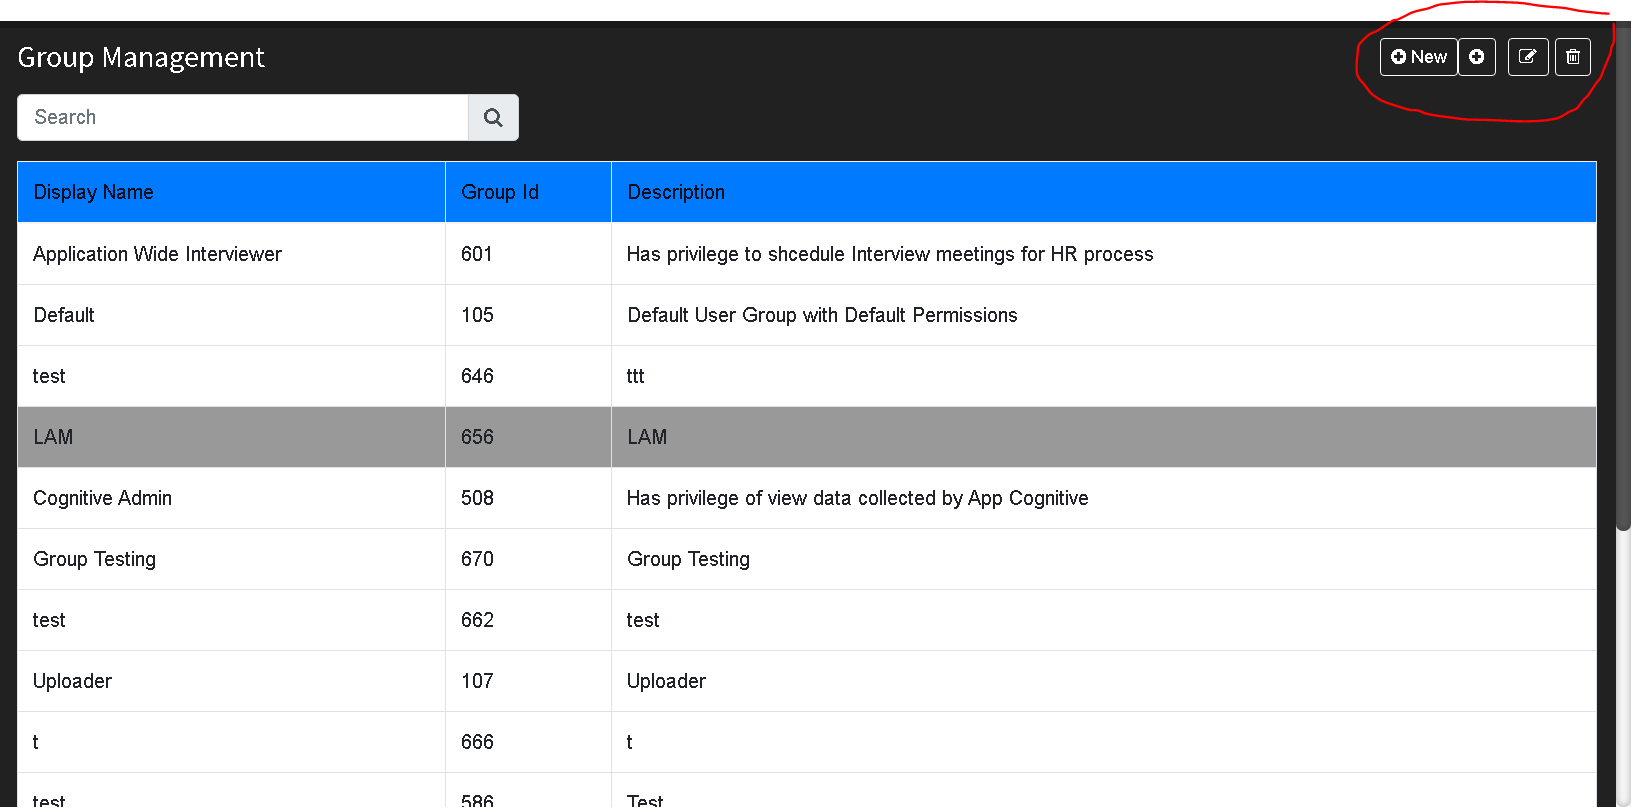 Group Management
New
Search
Display Name Group Id Description
Application Wide Interviewer 601 Has privilege to shcedule Interview meetings for HR process
Default 105 Default User Group with Default Permissions
test 646 ttt
LAM 656 LAM
Cognitive Admin 508 Has privilege of view data collected by App Cognitive
Group Testing 670 Group Testing
test 662 test
Uploader 107 Uploader
t 666 t
test 586 Test